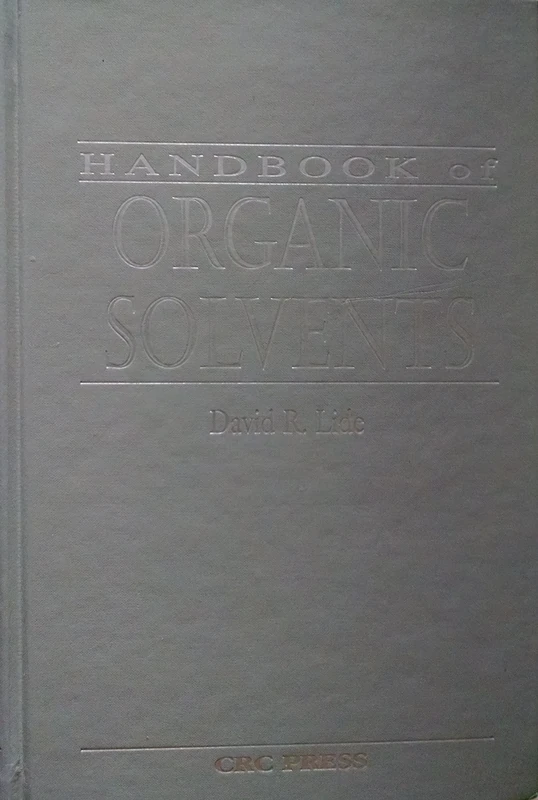 HANDBOOK of
ORGANIC
SOLVENTS
David R. Lide
CRC PRESS